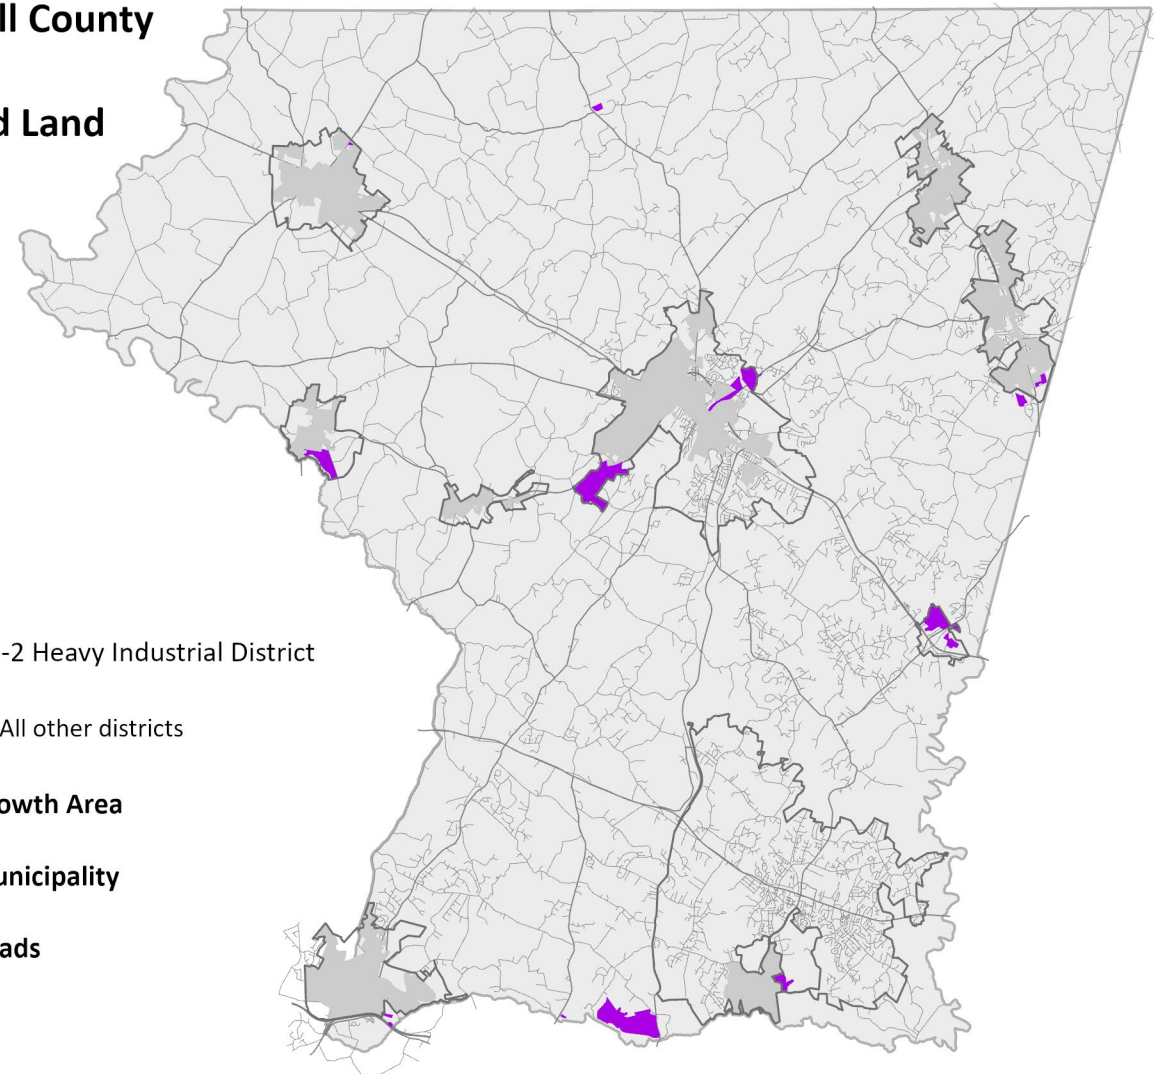 ll County
d Land
-2 Heavy Industrial District
All other districts
owth Area
unicipality
ads